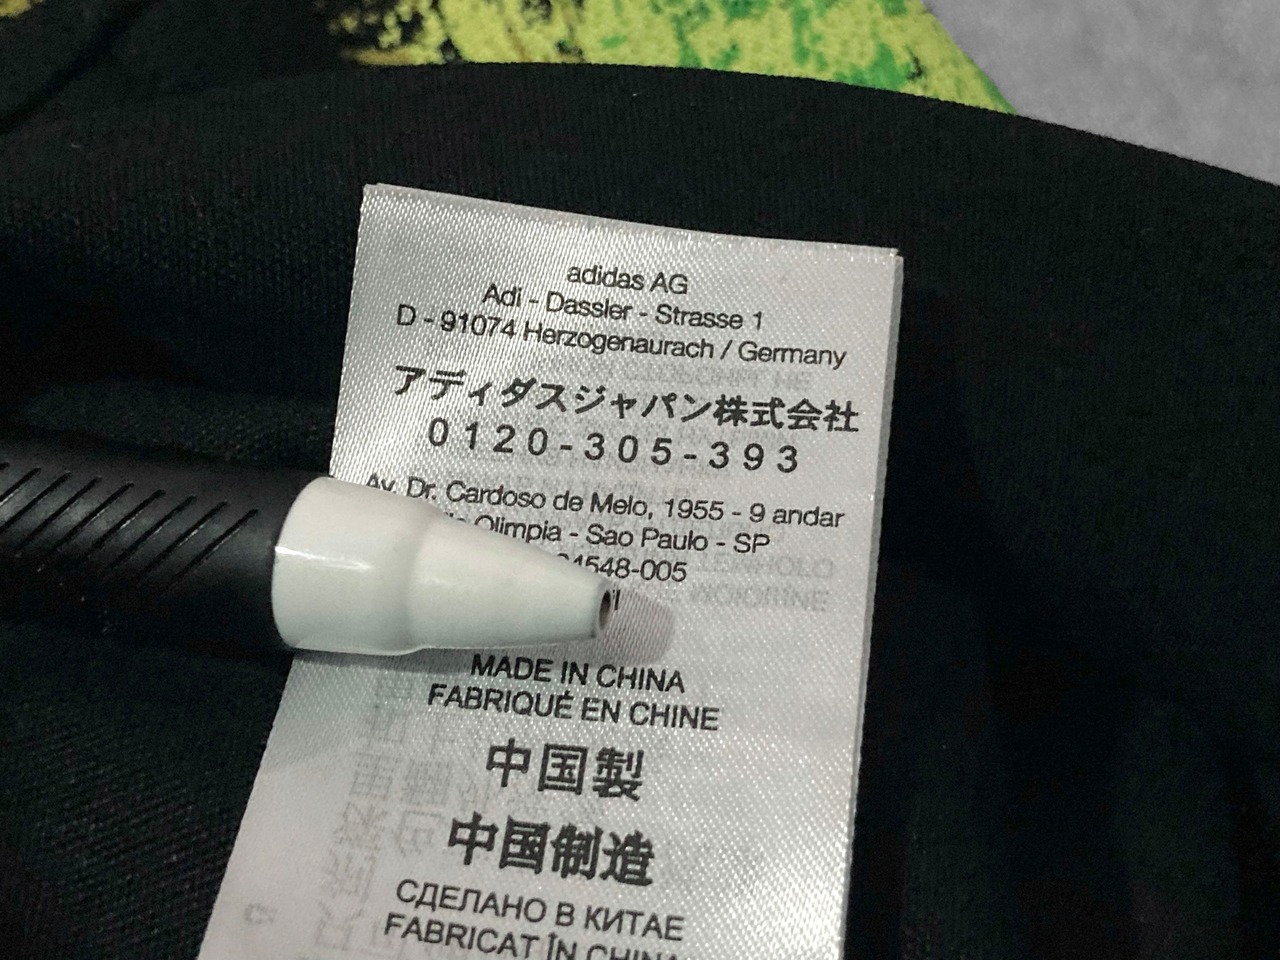 adidas AG
Adi - Dassler - Strasse 1
D - 91074 Herzogenaurach / Germany
アディダスジャパン株式会社
0120-305-393
Av. Dr. Cardoso de Melo, 1955 - 9 andar
Olimpia - Sao Paulo - SP
04548-005
MADE IN CHINA
FABRIQUÉ EN CHINE
中国製
中国制造
СДЕЛАНО В КИТАЕ
FABRICAT ÎN CHINA